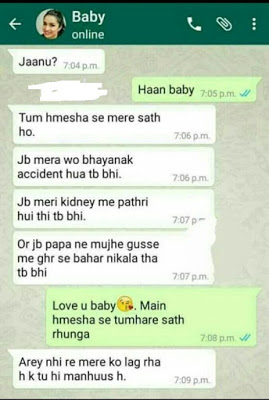 Baby
online
Jaanu? 7:04 p.m.
Haan baby 7:05 p.m.
Tum hmesha se mere sath
ho. 7:06 p.m.
Jb mera wo bhayanak
accident hua tb bhi. 7:06 p.m.
Jb meri kidney me pathri
hui thi tb bhi. 7:07 p
Or jb papa ne mujhe gusse
me ghr se bahar nikala tha
tb bhi 7:07 p.m.
Love u baby😘. Main
hmesha se tumhare sath
rhunga 7:08 p.m.
Arey nhi re mere ko lag rha
h k tu hi manhuus h. 7:09 p.m.